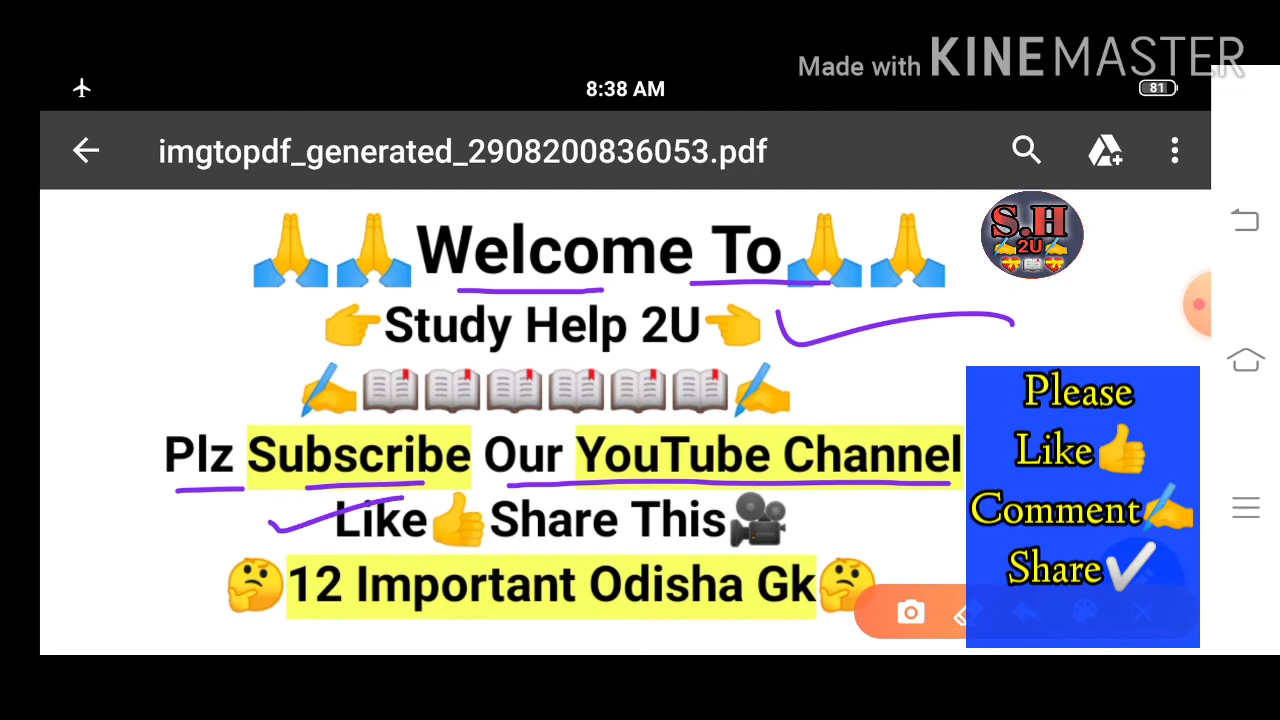 Made with KINEMASTER
8:38 AM
81
imgtopdf_generated_2908200836053.pdf
🙏🙏Welcome To🙏🙏
S.H
✍2U✍
👉Study Help 2U👈
✍📖📖📖📖📖📖✍
Plz Subscribe Our YouTube Channel
Like👍Share This🎥
🤔12 Important Odisha Gk🤔
Please
Like👍
Comment✍
Share✔